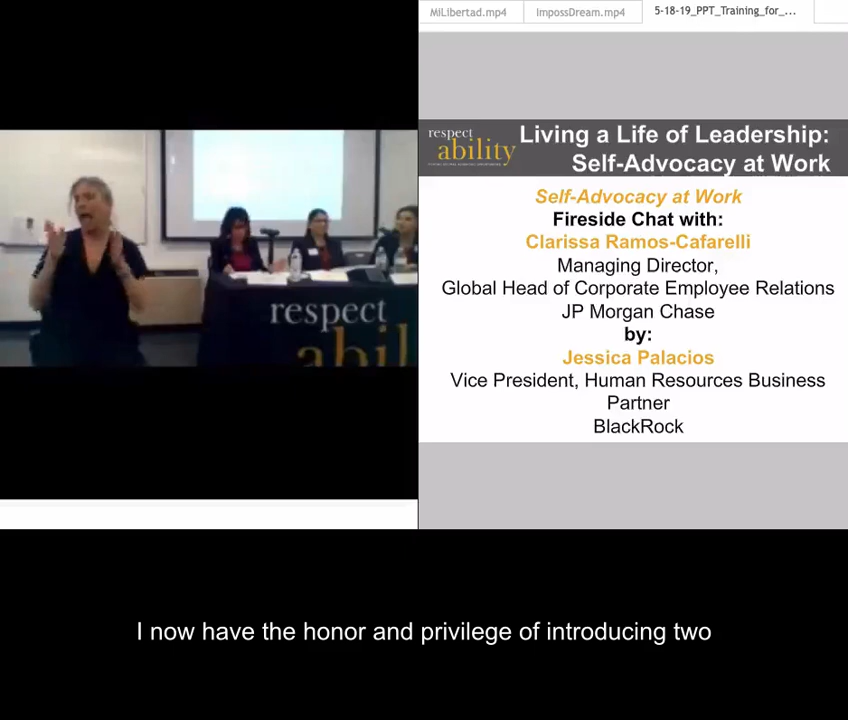 MiLibertad.mp4
ImpossDream.mp4
5-18-19_PPT_Training_for_...
respect
ability
Living a Life of Leadership:
Self-Advocacy at Work
Self-Advocacy at Work
Fireside Chat with:
Clarissa Ramos-Cafarelli
Managing Director,
Global Head of Corporate Employee Relations
JP Morgan Chase
by:
Jessica Palacios
Vice President, Human Resources Business
Partner
BlackRock
respect
abil
I now have the honor and privilege of introducing two